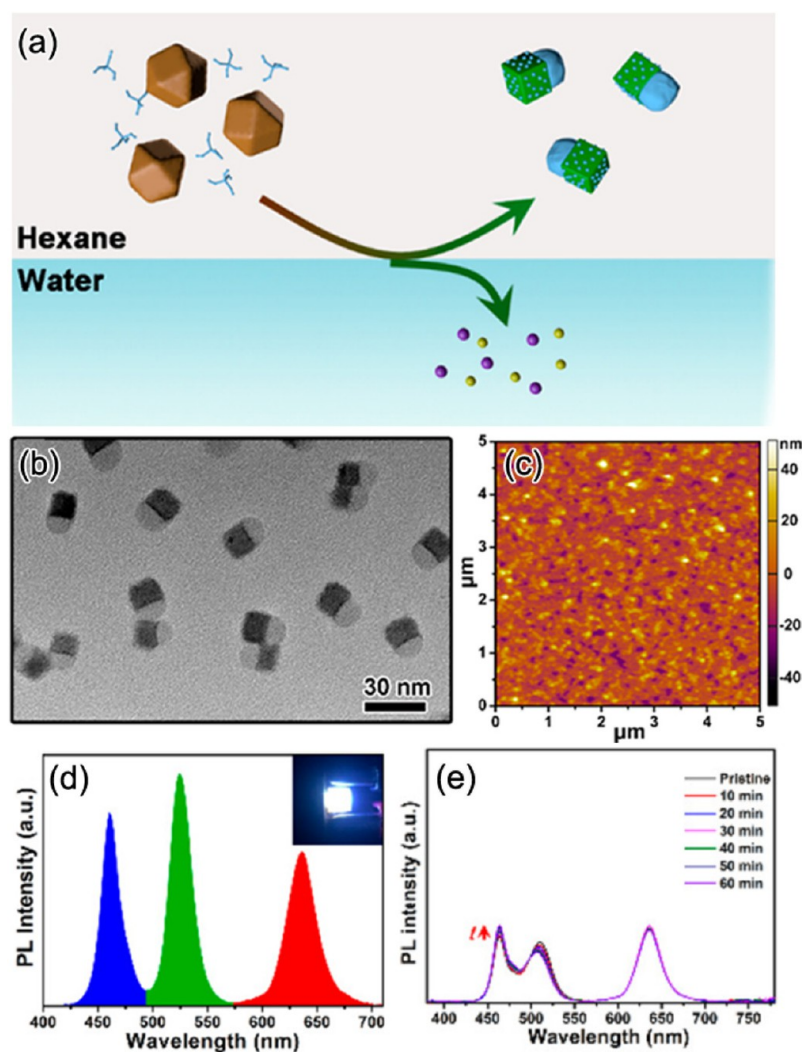 (a)
Hexane
Water
(b)
30 nm
(c)
nm
5
4
3
2
1
0
µm
0 1 2 3 4 5
µm
40
20
0
-20
-40
(d)
PL Intensity (a.u.)
400 450 500 550 600 650 700
Wavelength (nm)
(e)
PL intensity (a.u.)
Pristine
10 min
20 min
30 min
40 min
50 min
60 min
t
400 450 500 550 600 650 700 750
Wavelength (nm)